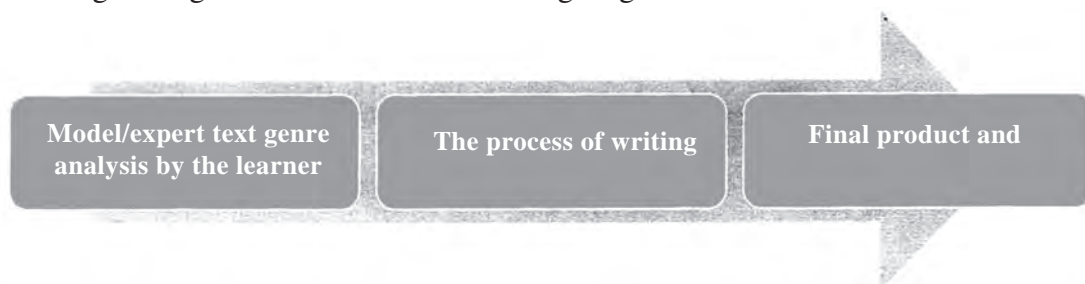 Model/expert text genre
analysis by the learner
The process of writing
Final product and